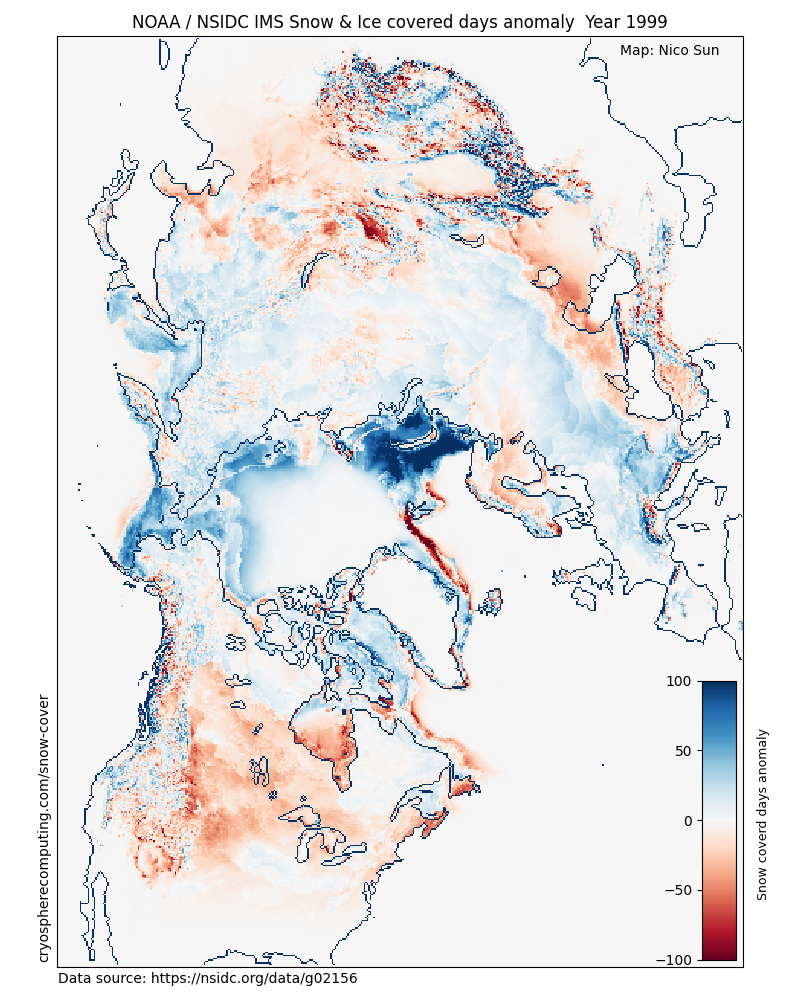 NOAA / NSIDC IMS Snow & Ice covered days anomaly  Year 1999
Map: Nico Sun
100
50
0
−50
−100
Snow coverd days anomaly
cryospherecomputing.com/snow-cover
Data source: https://nsidc.org/data/g02156